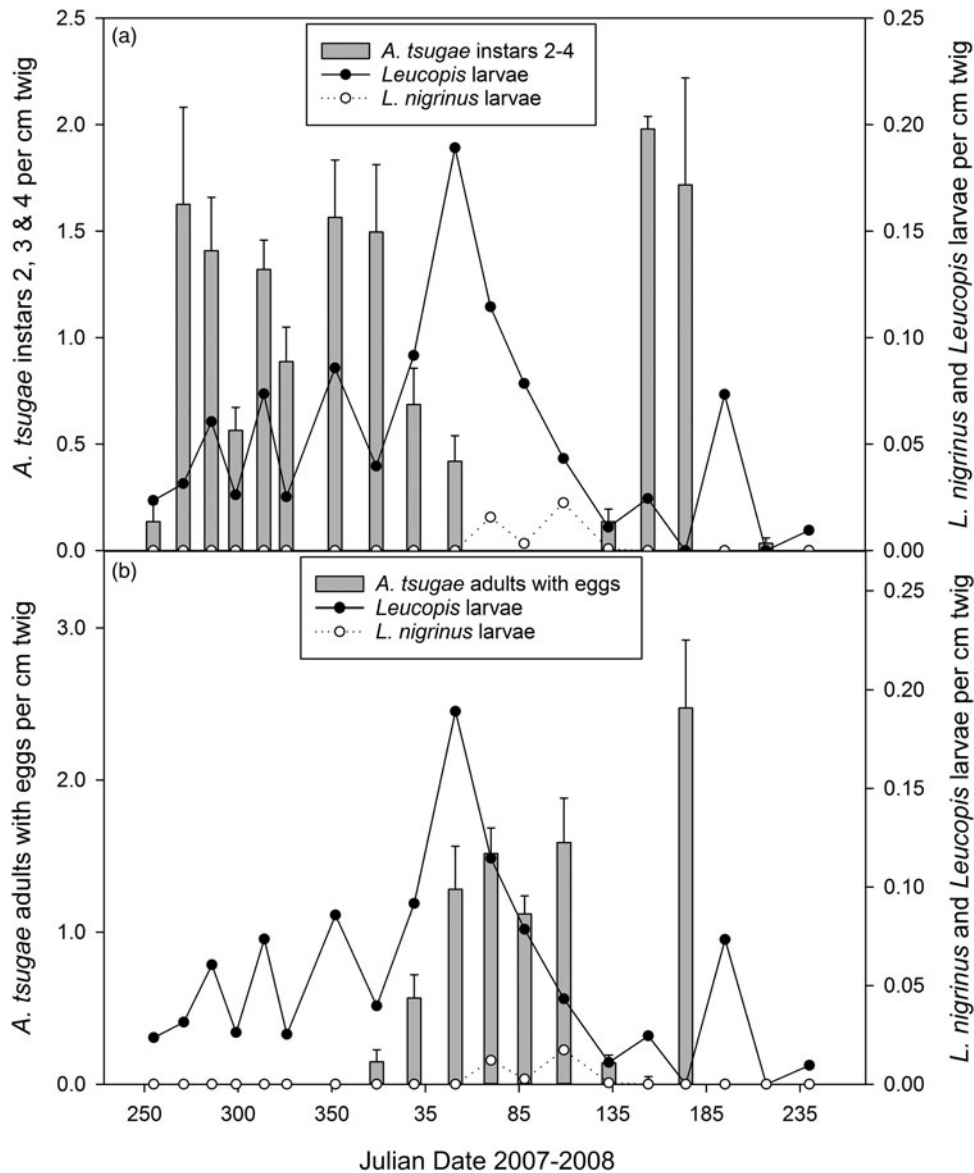 (a)
A. tsugae instars 2-4
Leucopis larvae
L. nigrinus larvae
2.5
2.0
1.5
1.0
0.5
0.0
A. tsugae instars 2, 3 & 4 per cm twig
0.25
0.20
0.15
0.10
0.05
0.00
L. nigrinus and Leucopis larvae per cm twig
(b)
A. tsugae adults with eggs
Leucopis larvae
L. nigrinus larvae
3.0
2.0
1.0
0.0
A. tsugae adults with eggs per cm twig
0.25
0.20
0.15
0.10
0.05
0.00
L. nigrinus and Leucopis larvae per cm twig
250 300 350 35 85 135 185 235
Julian Date 2007-2008